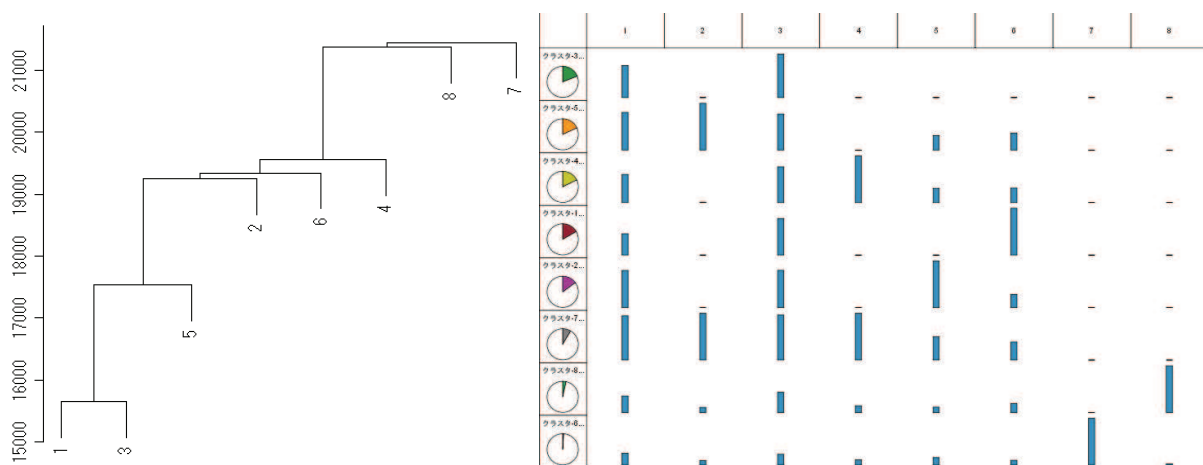 21000
20000
19000
18000
17000
16000
15000
8
7
4
6
2
5
3
1
1 2 3 4 5 6 7 8
クラスタ-3...
クラスタ-5...
クラスタ-4...
クラスタ-1...
クラスタ-2...
クラスタ-7...
クラスタ-8...
クラスタ-6...